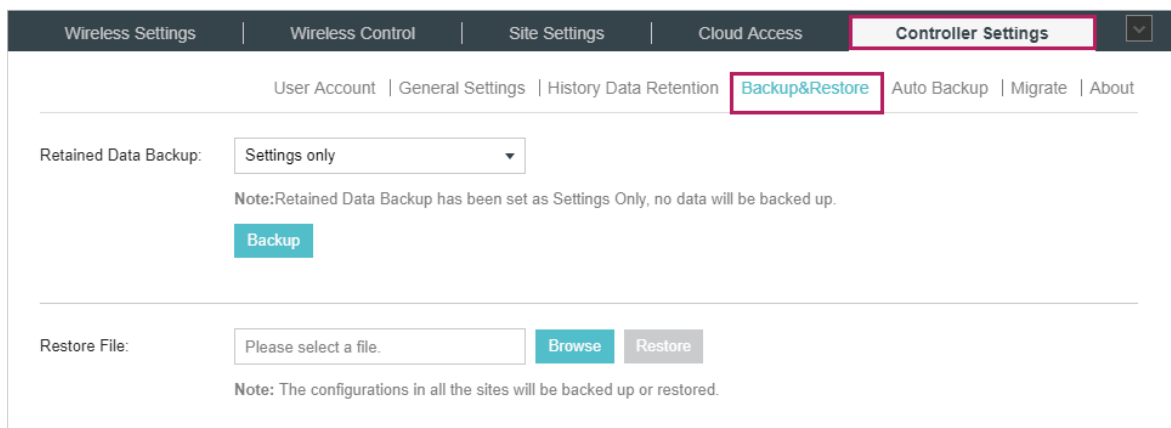 Wireless Settings | Wireless Control | Site Settings | Cloud Access Controller Settings
User Account | General Settings | History Data Retention Backup&Restore Auto Backup | Migrate | About
Retained Data Backup: Settings only
Note:Retained Data Backup has been set as Settings Only, no data will be backed up.
Backup
Restore File: Please select a file. Browse Restore
Note: The configurations in all the sites will be backed up or restored.